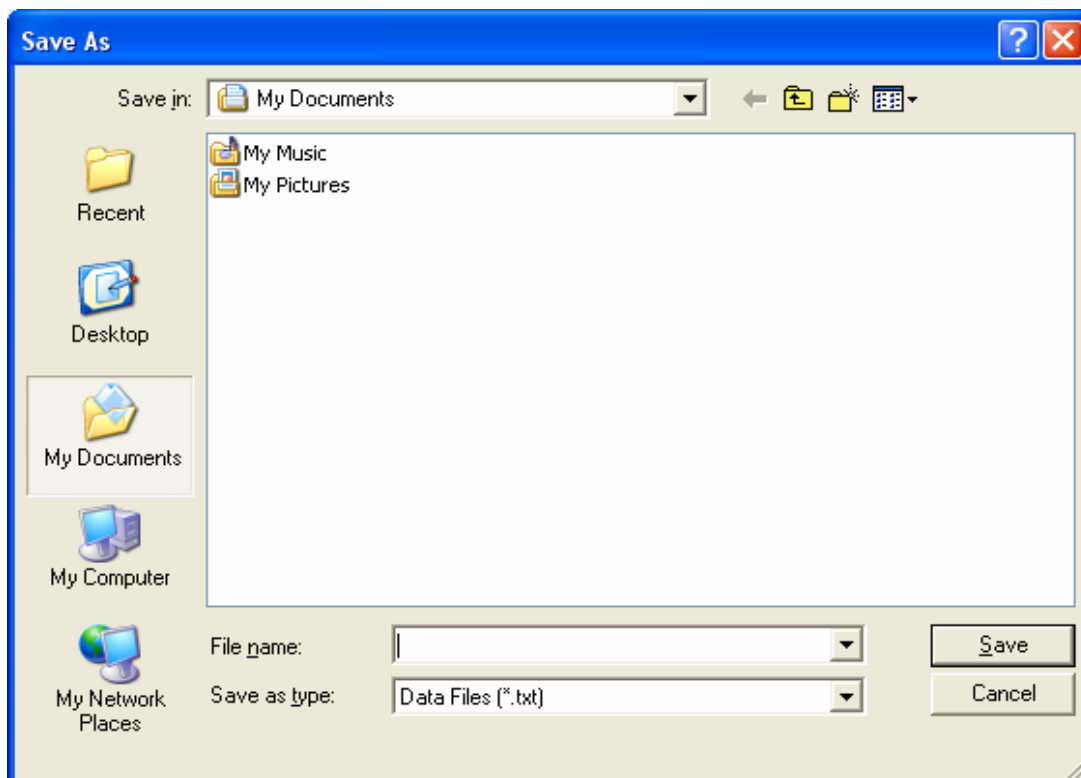 Save As
Save in: My Documents
My Music
My Pictures
Recent
Desktop
My Documents
My Computer
My Network
Places
File name:
Save
Save as type: Data Files (*.txt)
Cancel